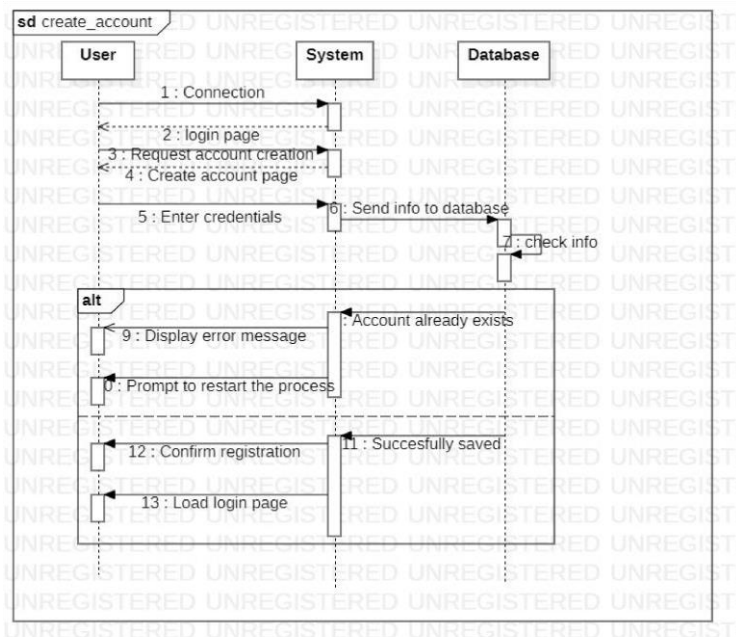 sd create_account
User
System
Database
1 : Connection
2 : login page
3 : Request account creation
4 : Create account page
5 : Enter credentials
6 : Send info to database
7 : check info
alt
: Account already exists
9 : Display error message
0 : Prompt to restart the process
11 : Succesfully saved
12 : Confirm registration
13 : Load login page
UNREGISTERED